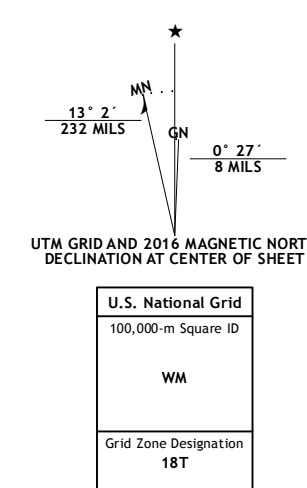 MN
13° 2´
232 MILS
GN
0° 27´
8 MILS
UTM GRID AND 2016 MAGNETIC NORT
DECLINATION AT CENTER OF SHEET
U.S. National Grid
100,000-m Square ID
WM
Grid Zone Designation
18T